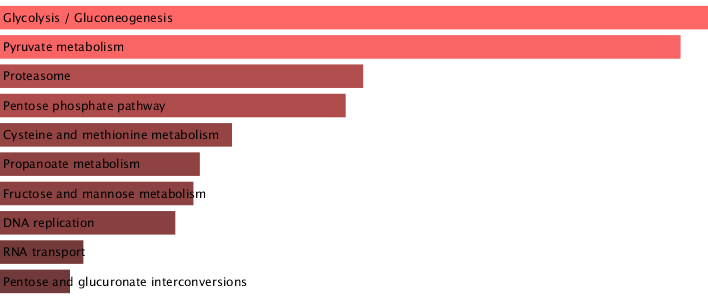 Glycolysis / Gluconeogenesis
Pyruvate metabolism
Proteasome
Pentose phosphate pathway
Cysteine and methionine metabolism
Propanoate metabolism
Fructose and mannose metabolism
DNA replication
RNA transport
Pentose and glucuronate interconversions